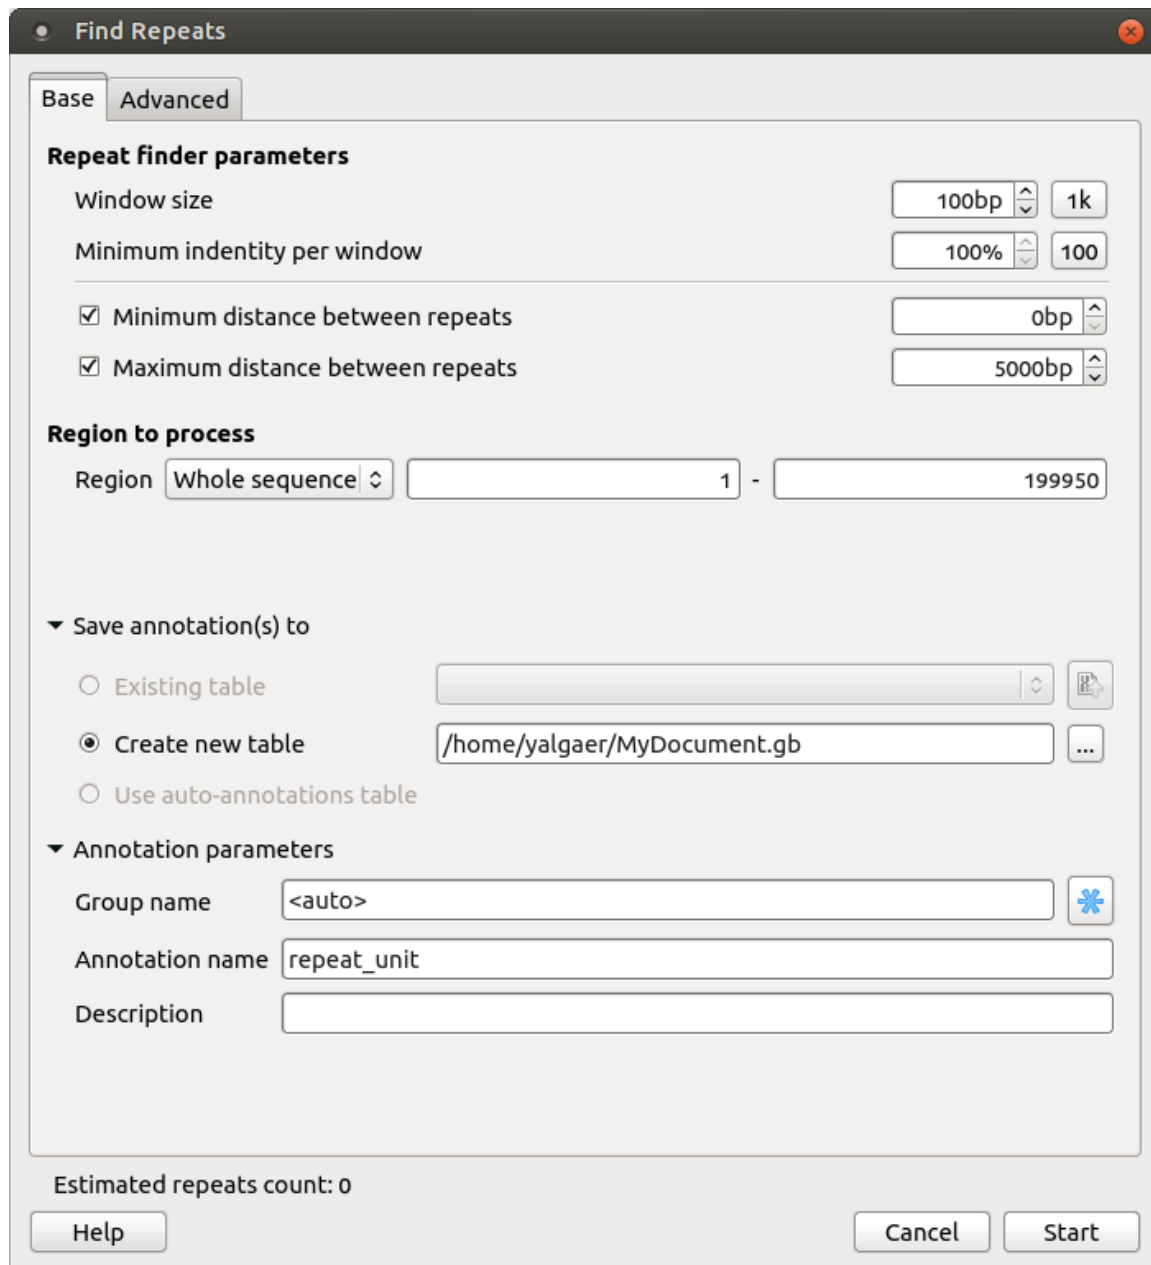 Find Repeats
Base Advanced
Repeat finder parameters
Window size 100bp 1k
Minimum indentity per window 100% 100
Minimum distance between repeats 0bp
Maximum distance between repeats 5000bp
Region to process
Region Whole sequence 1 - 199950
Save annotation(s) to
Existing table
Create new table /home/yalgaer/MyDocument.gb ...
Use auto-annotations table
Annotation parameters
Group name <auto>
Annotation name repeat_unit
Description
Estimated repeats count: 0
Help Cancel Start